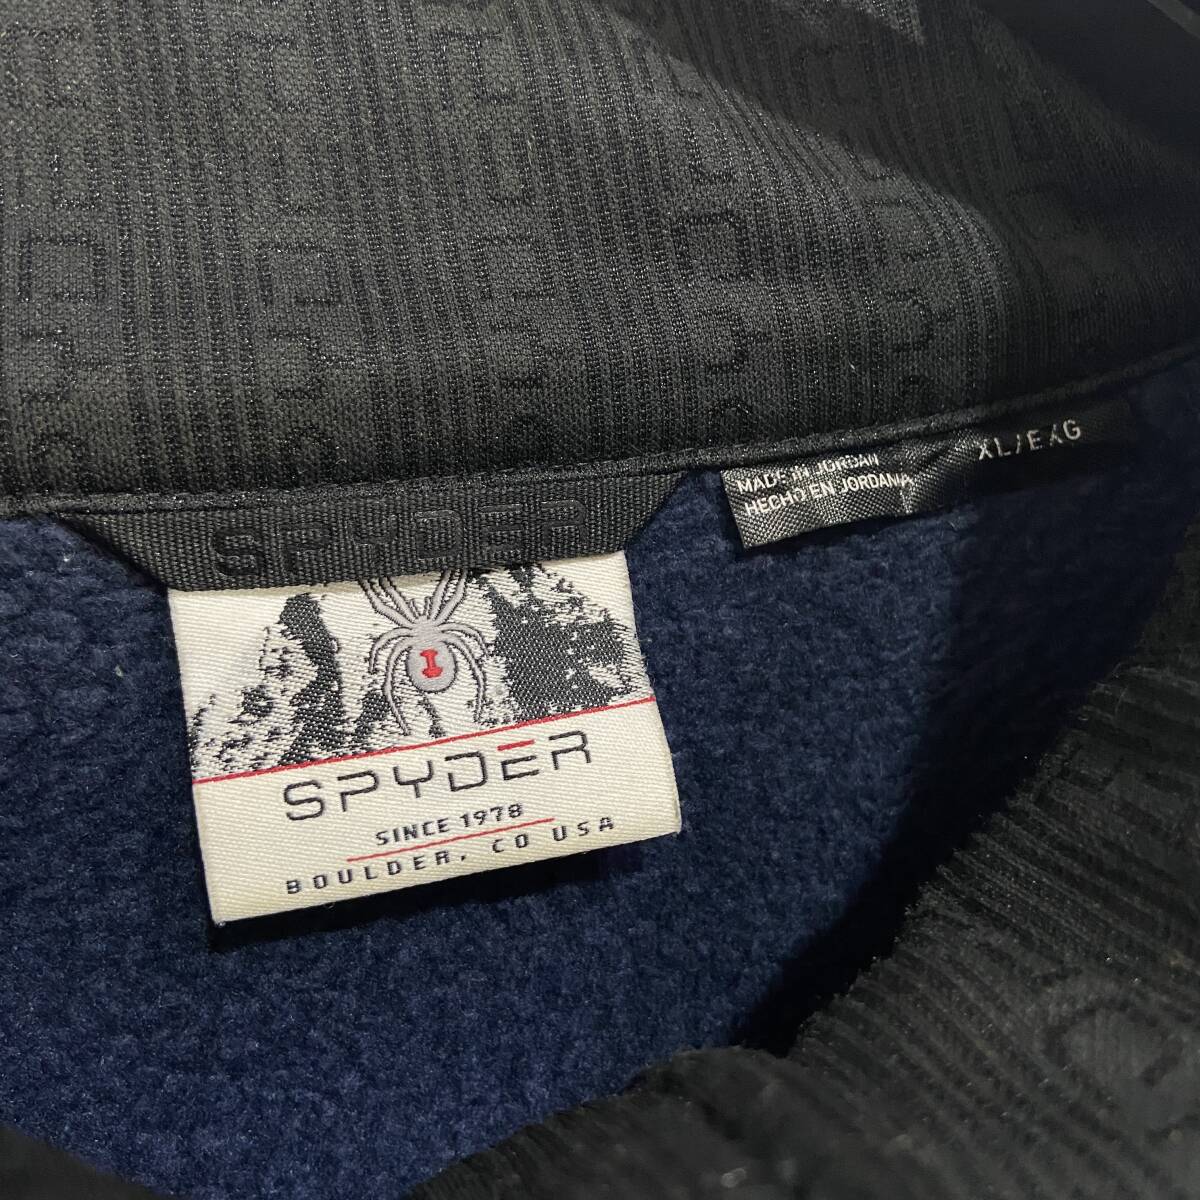 SPYDER
MADE IN JORDAN
HECHO EN JORDANIA
XL/EXG
SPYDER
SINCE 1978
BOULDER, CO USA